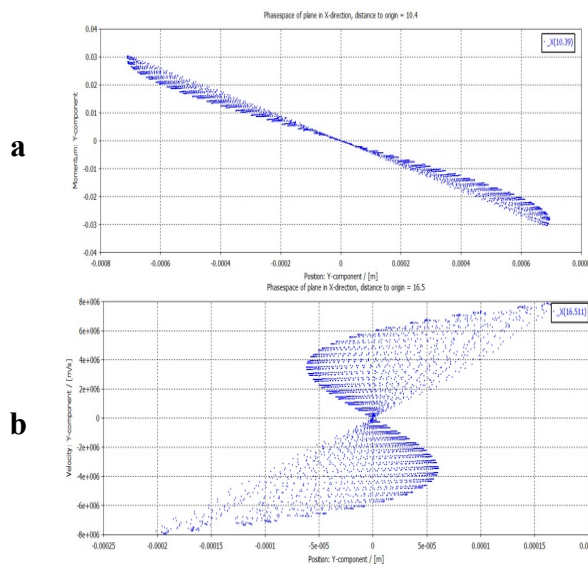 Phasespace of plane in X-direction, distance to origin = 10.4
0.04
0.03
0.02
0.01
0
-0.01
-0.02
-0.03
-0.04
Momentum: Y-component
_X(10.39)
a
-0.0008 -0.0006 -0.0004 -0.0002 0 0.0002 0.0004 0.0006
Position: Y-component / [m]
Phasespace of plane in X-direction, distance to origin = 16.5
8e+006
6e+006
4e+006
2e+006
0
-2e+006
-4e+006
-6e+006
-8e+006
Velocity: Y-component / [m/s]
_X(16.511)
b
-0.00025 -0.0002 -0.00015 -0.0001 -5e-005 0 5e-005 0.0001 0.00015
Position: Y-component / [m]